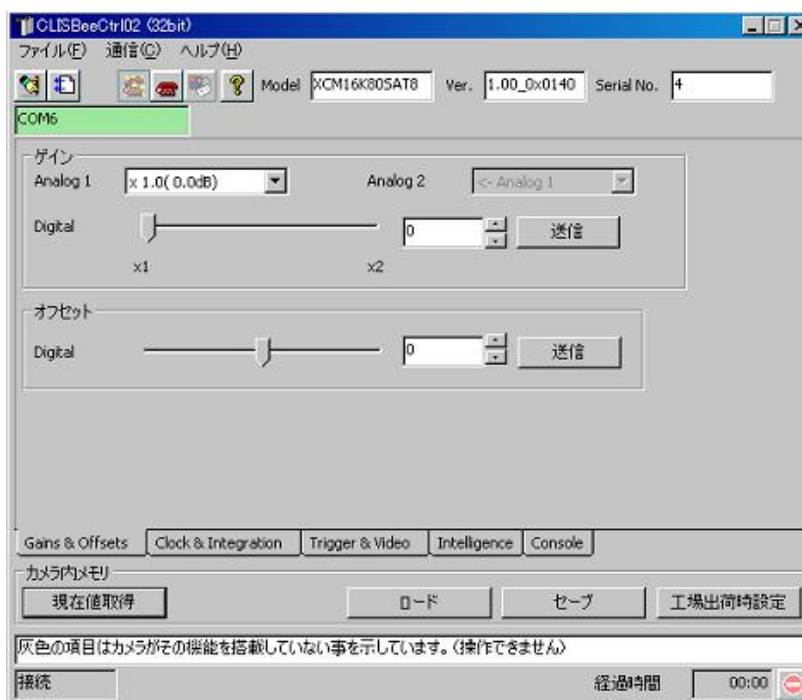 CLISBeeCtrl02 (32bit)
ファイル(F) 通信(C) ヘルプ(H)
Model XCM16K80SAT8 Ver. 1.00_0x0140 Serial No. 4
COM6
ゲイン
Analog 1 x 1.0( 0.0dB) Analog 2 <- Analog 1
Digital 0 送信
x1 x2
オフセット
Digital 0 送信
Gains & Offsets Clock & Integration Trigger & Video Intelligence Console
カメラ内メモリ
現在値取得 ロード セーブ 工場出荷時設定
灰色の項目はカメラがその機能を搭載していない事を示しています。(操作できません)
接続 経過時間 00:00